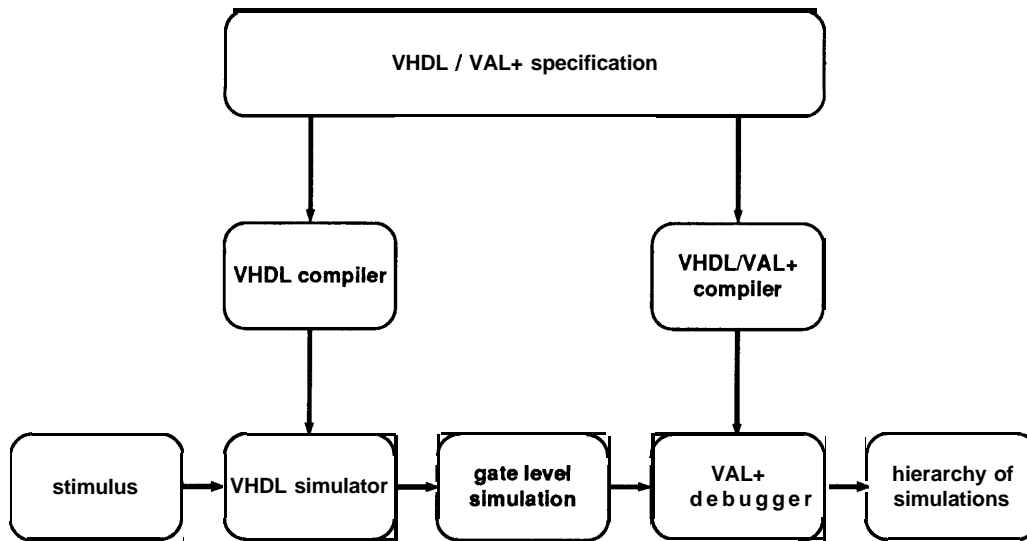 VHDL / VAL+ specification
VHDL compiler
VHDL/VAL+
compiler
stimulus
VHDL simulator
gate level
simulation
VAL+
debugger
hierarchy of
simulations